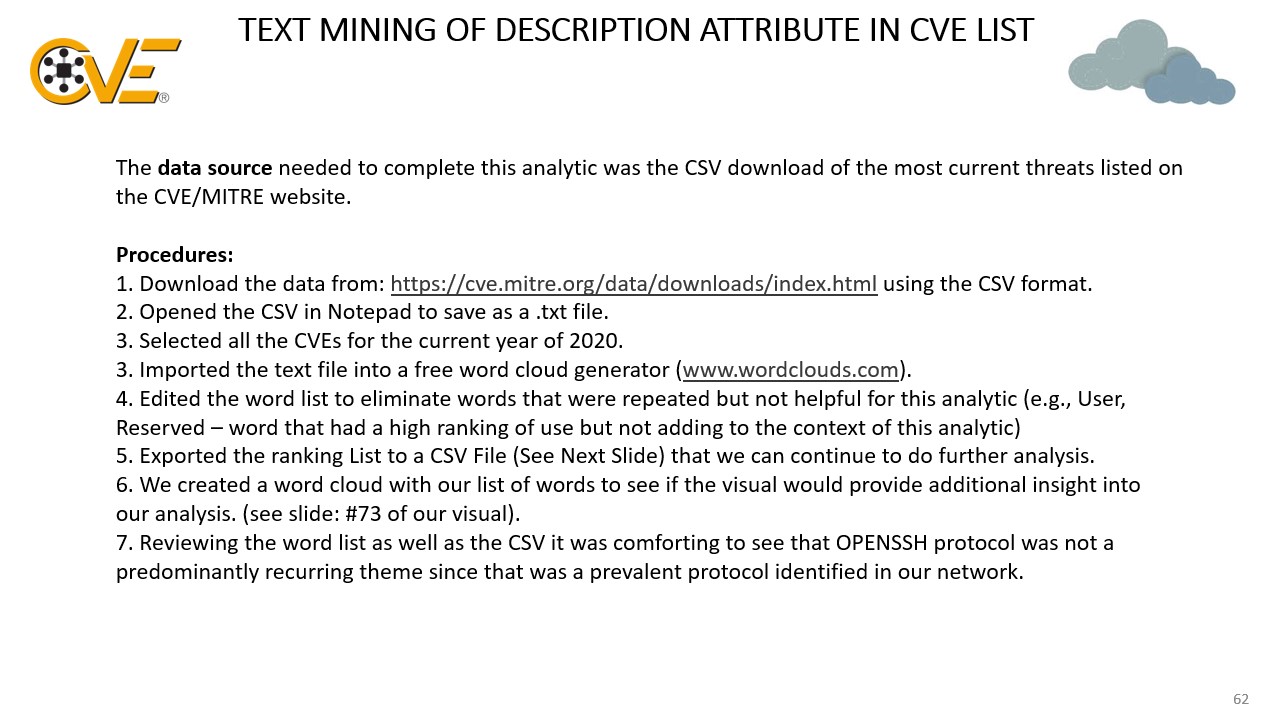 TEXT MINING OF DESCRIPTION ATTRIBUTE IN CVE LIST
CVE®
The data source needed to complete this analytic was the CSV download of the most current threats listed on
the CVE/MITRE website.
Procedures:
1. Download the data from: https://cve.mitre.org/data/downloads/index.html using the CSV format.
2. Opened the CSV in Notepad to save as a .txt file.
3. Selected all the CVEs for the current year of 2020.
3. Imported the text file into a free word cloud generator (www.wordclouds.com).
4. Edited the word list to eliminate words that were repeated but not helpful for this analytic (e.g., User,
Reserved – word that had a high ranking of use but not adding to the context of this analytic)
5. Exported the ranking List to a CSV File (See Next Slide) that we can continue to do further analysis.
6. We created a word cloud with our list of words to see if the visual would provide additional insight into
our analysis. (see slide: #73 of our visual).
7. Reviewing the word list as well as the CSV it was comforting to see that OPENSSH protocol was not a
predominantly recurring theme since that was a prevalent protocol identified in our network.
62